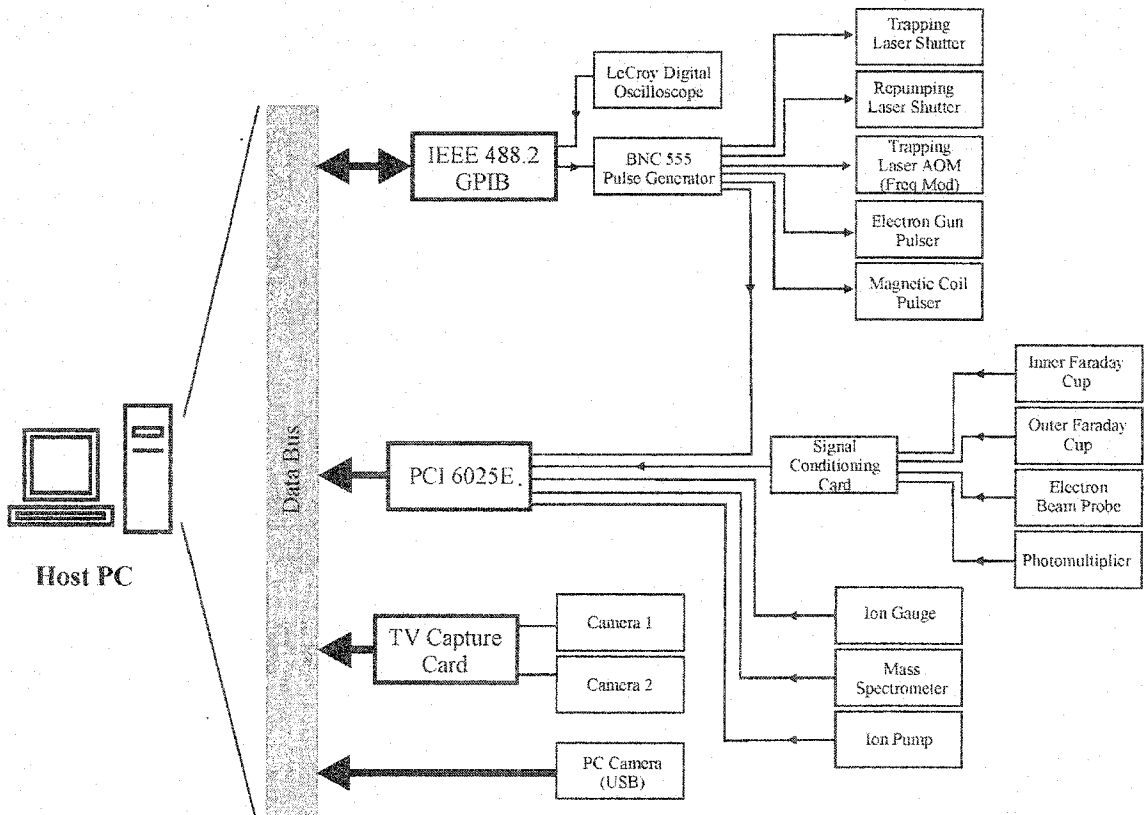 Trapping
Laser Shutter
LeCroy Digital
Oscilloscope
Repumping
Laser Shutter
IEEE 488.2
GPIB
BNC 555
Pulse Generator
Trapping
Laser AOM
(Freq Mod)
Electron Gun
Pulser
Magnetic Coil
Pulser
Inner Faraday
Cup
Outer Faraday
Cup
Signal
Conditioning
Card
Data Bus
PCI 6025E
Electron
Beam Probe
Photomultiplier
Host PC
TV Capture
Card
Camera 1
Camera 2
Ion Gauge
Mass
Spectrometer
Ion Pump
PC Camera
(USB)